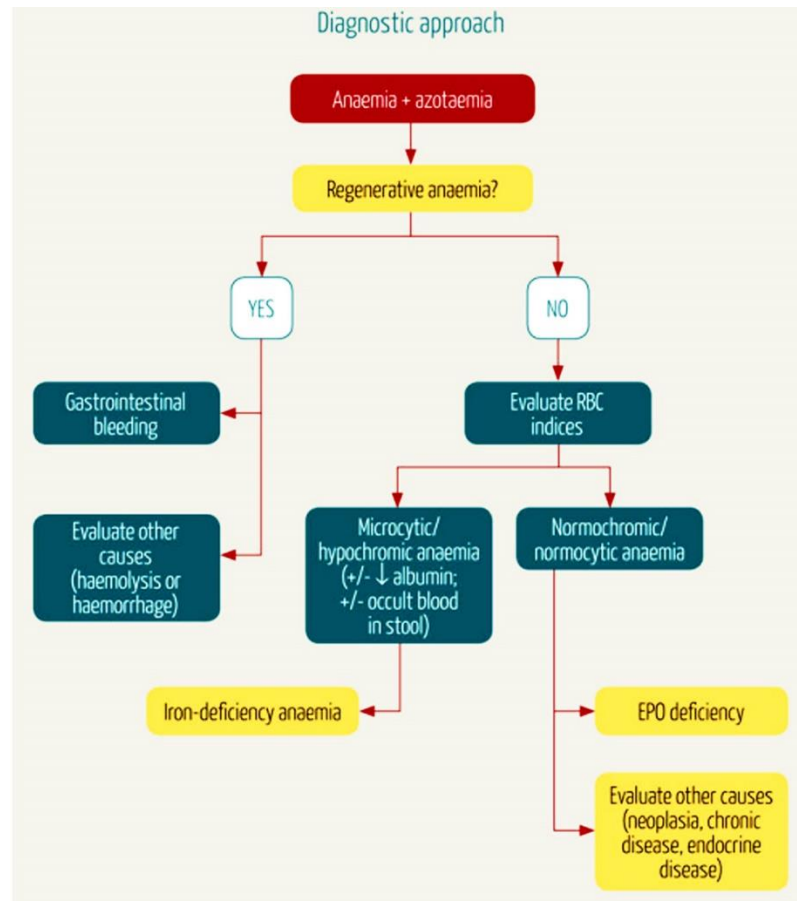 Diagnostic approach
Anaemia + azotaemia
Regenerative anaemia?
YES
NO
Gastrointestinal
bleeding
Evaluate RBC
indices
Evaluate other
causes
(haemolysis or
haemorrhage)
Microcytic/
hypochromic anaemia
(+/- ↓ albumin;
+/- occult blood
in stool)
Normochromic/
normocytic anaemia
Iron-deficiency anaemia
EPO deficiency
Evaluate other causes
(neoplasia, chronic
disease, endocrine
disease)